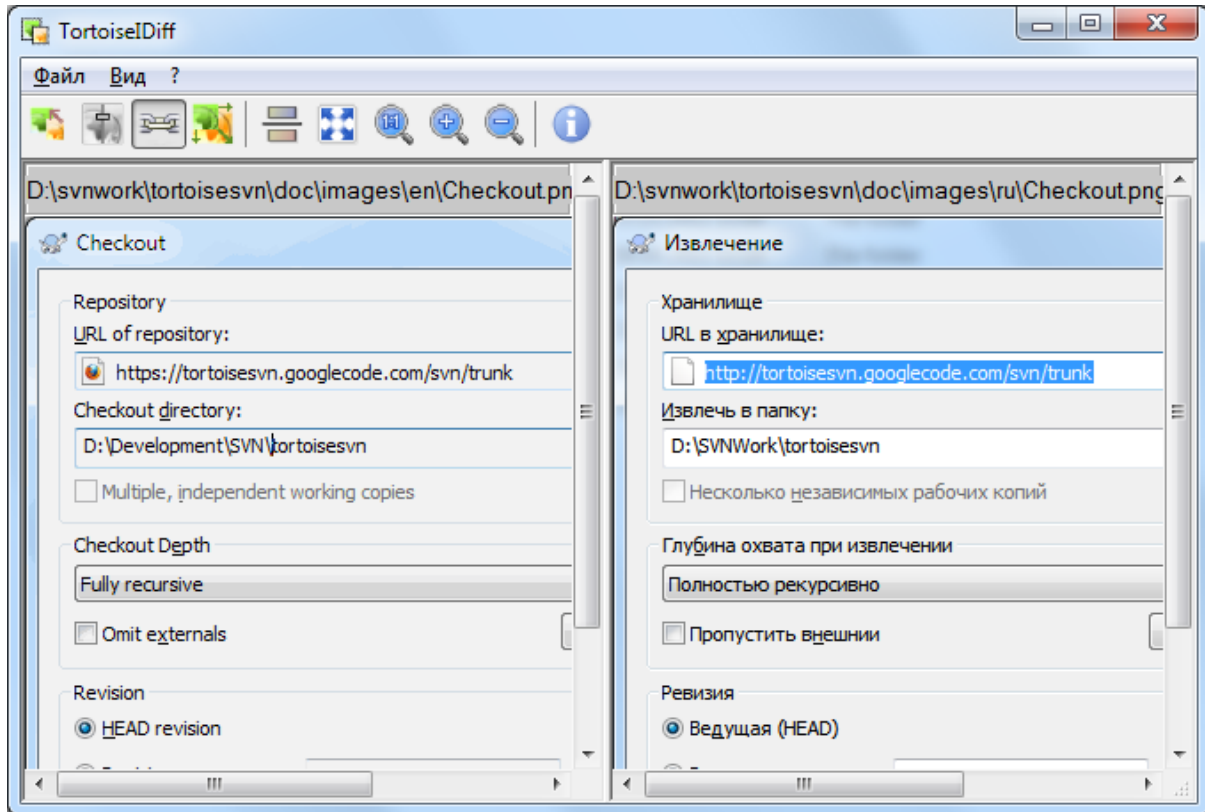 TortoiseIDiff
Файл Вид ?
D:\svnwork\tortoisesvn\doc\images\en\Checkout.pn
Checkout
Repository
URL of repository:
https://tortoisesvn.googlecode.com/svn/trunk
Checkout directory:
D:\Development\SVN\tortoisesvn
Multiple, independent working copies
Checkout Depth
Fully recursive
Omit externals
Revision
HEAD revision
D:\svnwork\tortoisesvn\doc\images\ru\Checkout.png
Извлечение
Хранилище
URL в хранилище:
http://tortoisesvn.googlecode.com/svn/trunk
Извлечь в папку:
D:\SVNWork\tortoisesvn
Несколько независимых рабочих копий
Глубина охвата при извлечении
Полностью рекурсивно
Пропустить внешнии
Ревизия
Ведущая (HEAD)